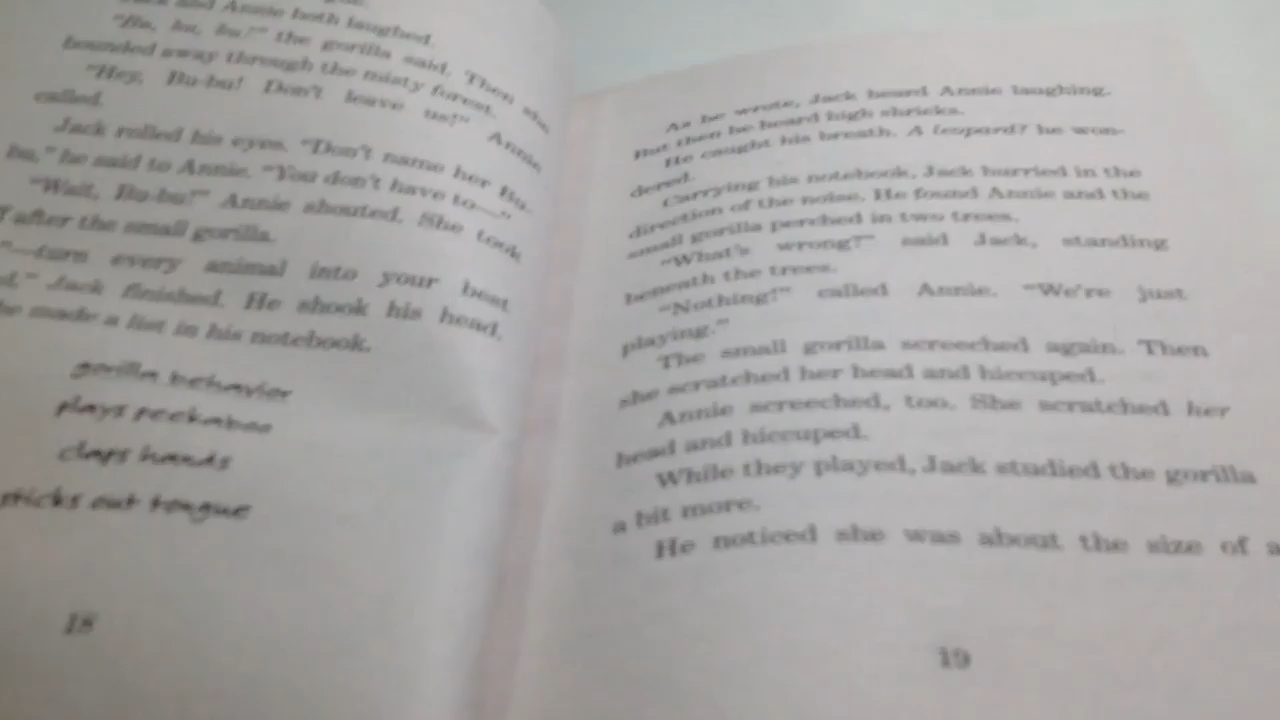 and Annie both laughed.
"Bu, bu, bu!" the gorilla said. Then she
bounded away through the misty forest.
"Hey, Bu-bu! Don't leave us!" Annie
called.
Jack rolled his eyes. "Don't name her Bu-
bu," he said to Annie. "You don't have to—"
"Wait, Bu-bu!" Annie shouted. She took
after the small gorilla.
"—turn every animal into your best
Jack finished. He shook his head.
he made a list in his notebook.
gorilla behavior
plays peekaboo
claps hands
sticks out tongue
18
As he wrote, Jack heard Annie laughing.
But then he heard high shrieks.
He caught his breath. A leopard? he won-
dered.
Carrying his notebook, Jack hurried in the
direction of the noise. He found Annie and the
small gorilla perched in two trees.
"What's wrong?" said Jack, standing
beneath the trees.
"Nothing!" called Annie. "We're just
playing."
The small gorilla screeched again. Then
she scratched her head and hiccuped.
Annie screeched, too. She scratched her
head and hiccuped.
While they played, Jack studied the gorilla
a bit more.
He noticed she was about the size of a
19